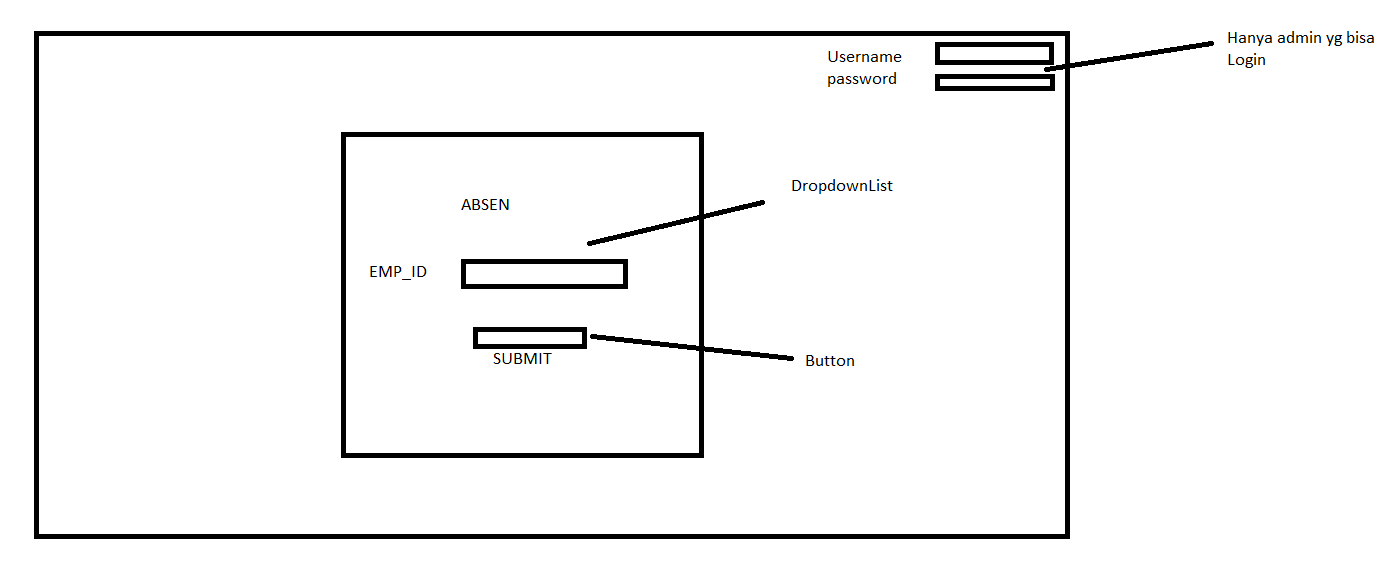 Hanya admin yg bisa
Login
Username
password
DropdownList
ABSEN
EMP_ID
SUBMIT
Button